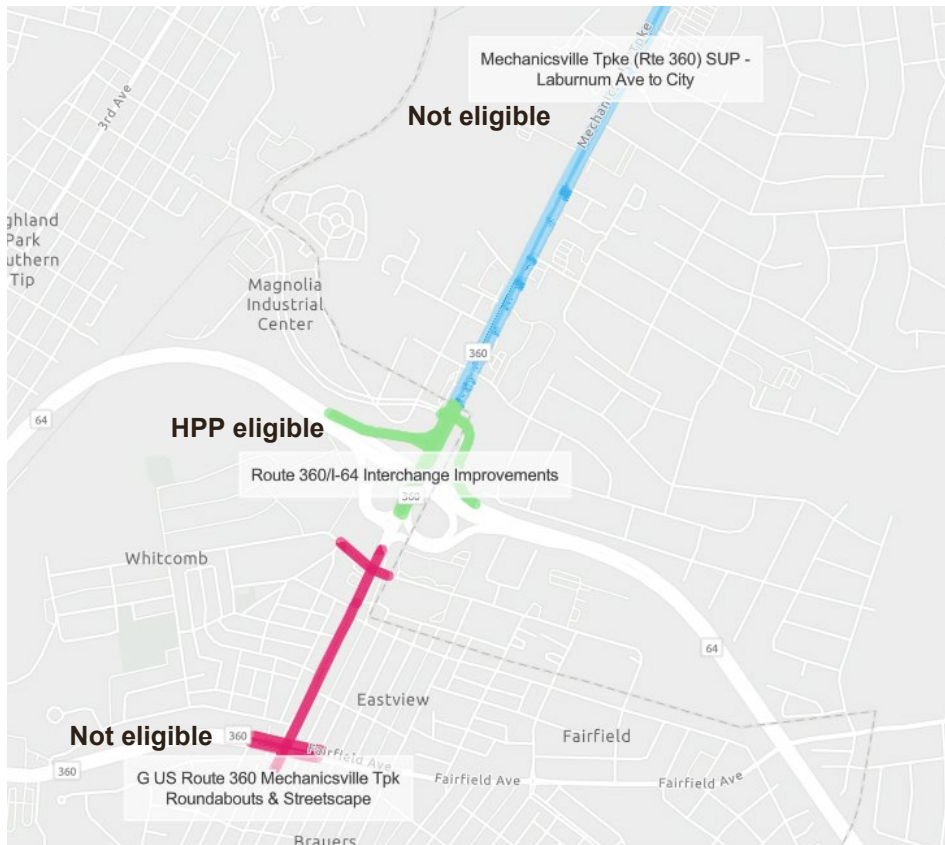 Mechanicsville Tpke (Rte 360) SUP -
Laburnum Ave to City
Not eligible
3rd Ave
ghland
Park
uthern
Tip
Magnolia
Industrial
Center
360
64
HPP eligible
Route 360/I-64 Interchange Improvements
360
Whitcomb
64
Eastview
Not eligible
360
Fairfield
Fairfield Ave
360
G US Route 360 Mechanicsville Tpk
Roundabouts & Streetscape
Fairfield Ave
Fairfield Ave
Brauers